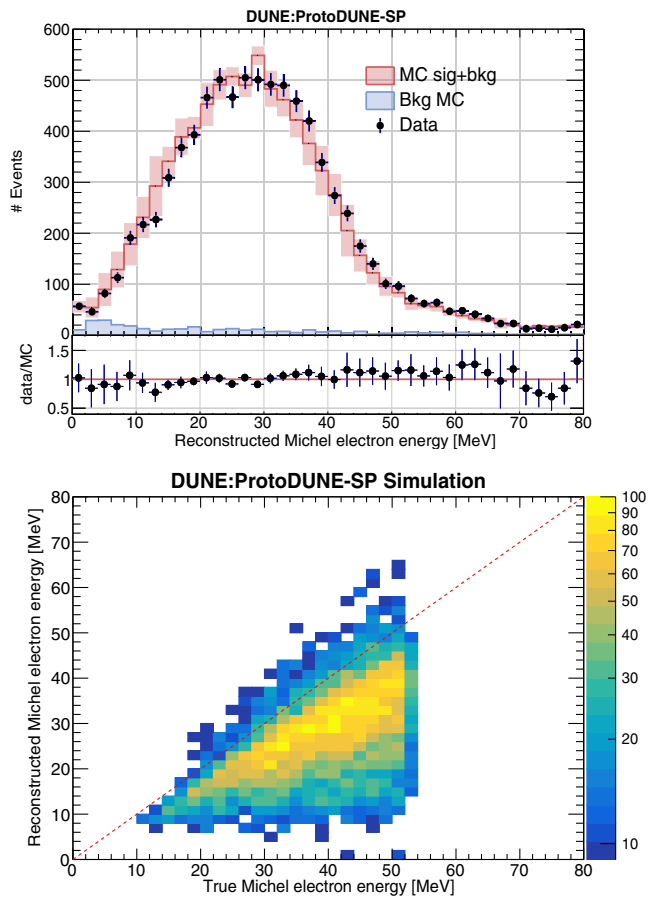 DUNE:ProtoDUNE-SP
600
500
400
300
200
100
0
# Events
MC sig+bkg
Bkg MC
Data
1.5
1
0.5
data/MC
0 10 20 30 40 50 60 70 80
Reconstructed Michel electron energy [MeV]
DUNE:ProtoDUNE-SP Simulation
80
70
60
50
40
30
20
10
0
Reconstructed Michel electron energy [MeV]
0 10 20 30 40 50 60 70 80
True Michel electron energy [MeV]
100
90
80
70
60
50
40
30
20
10